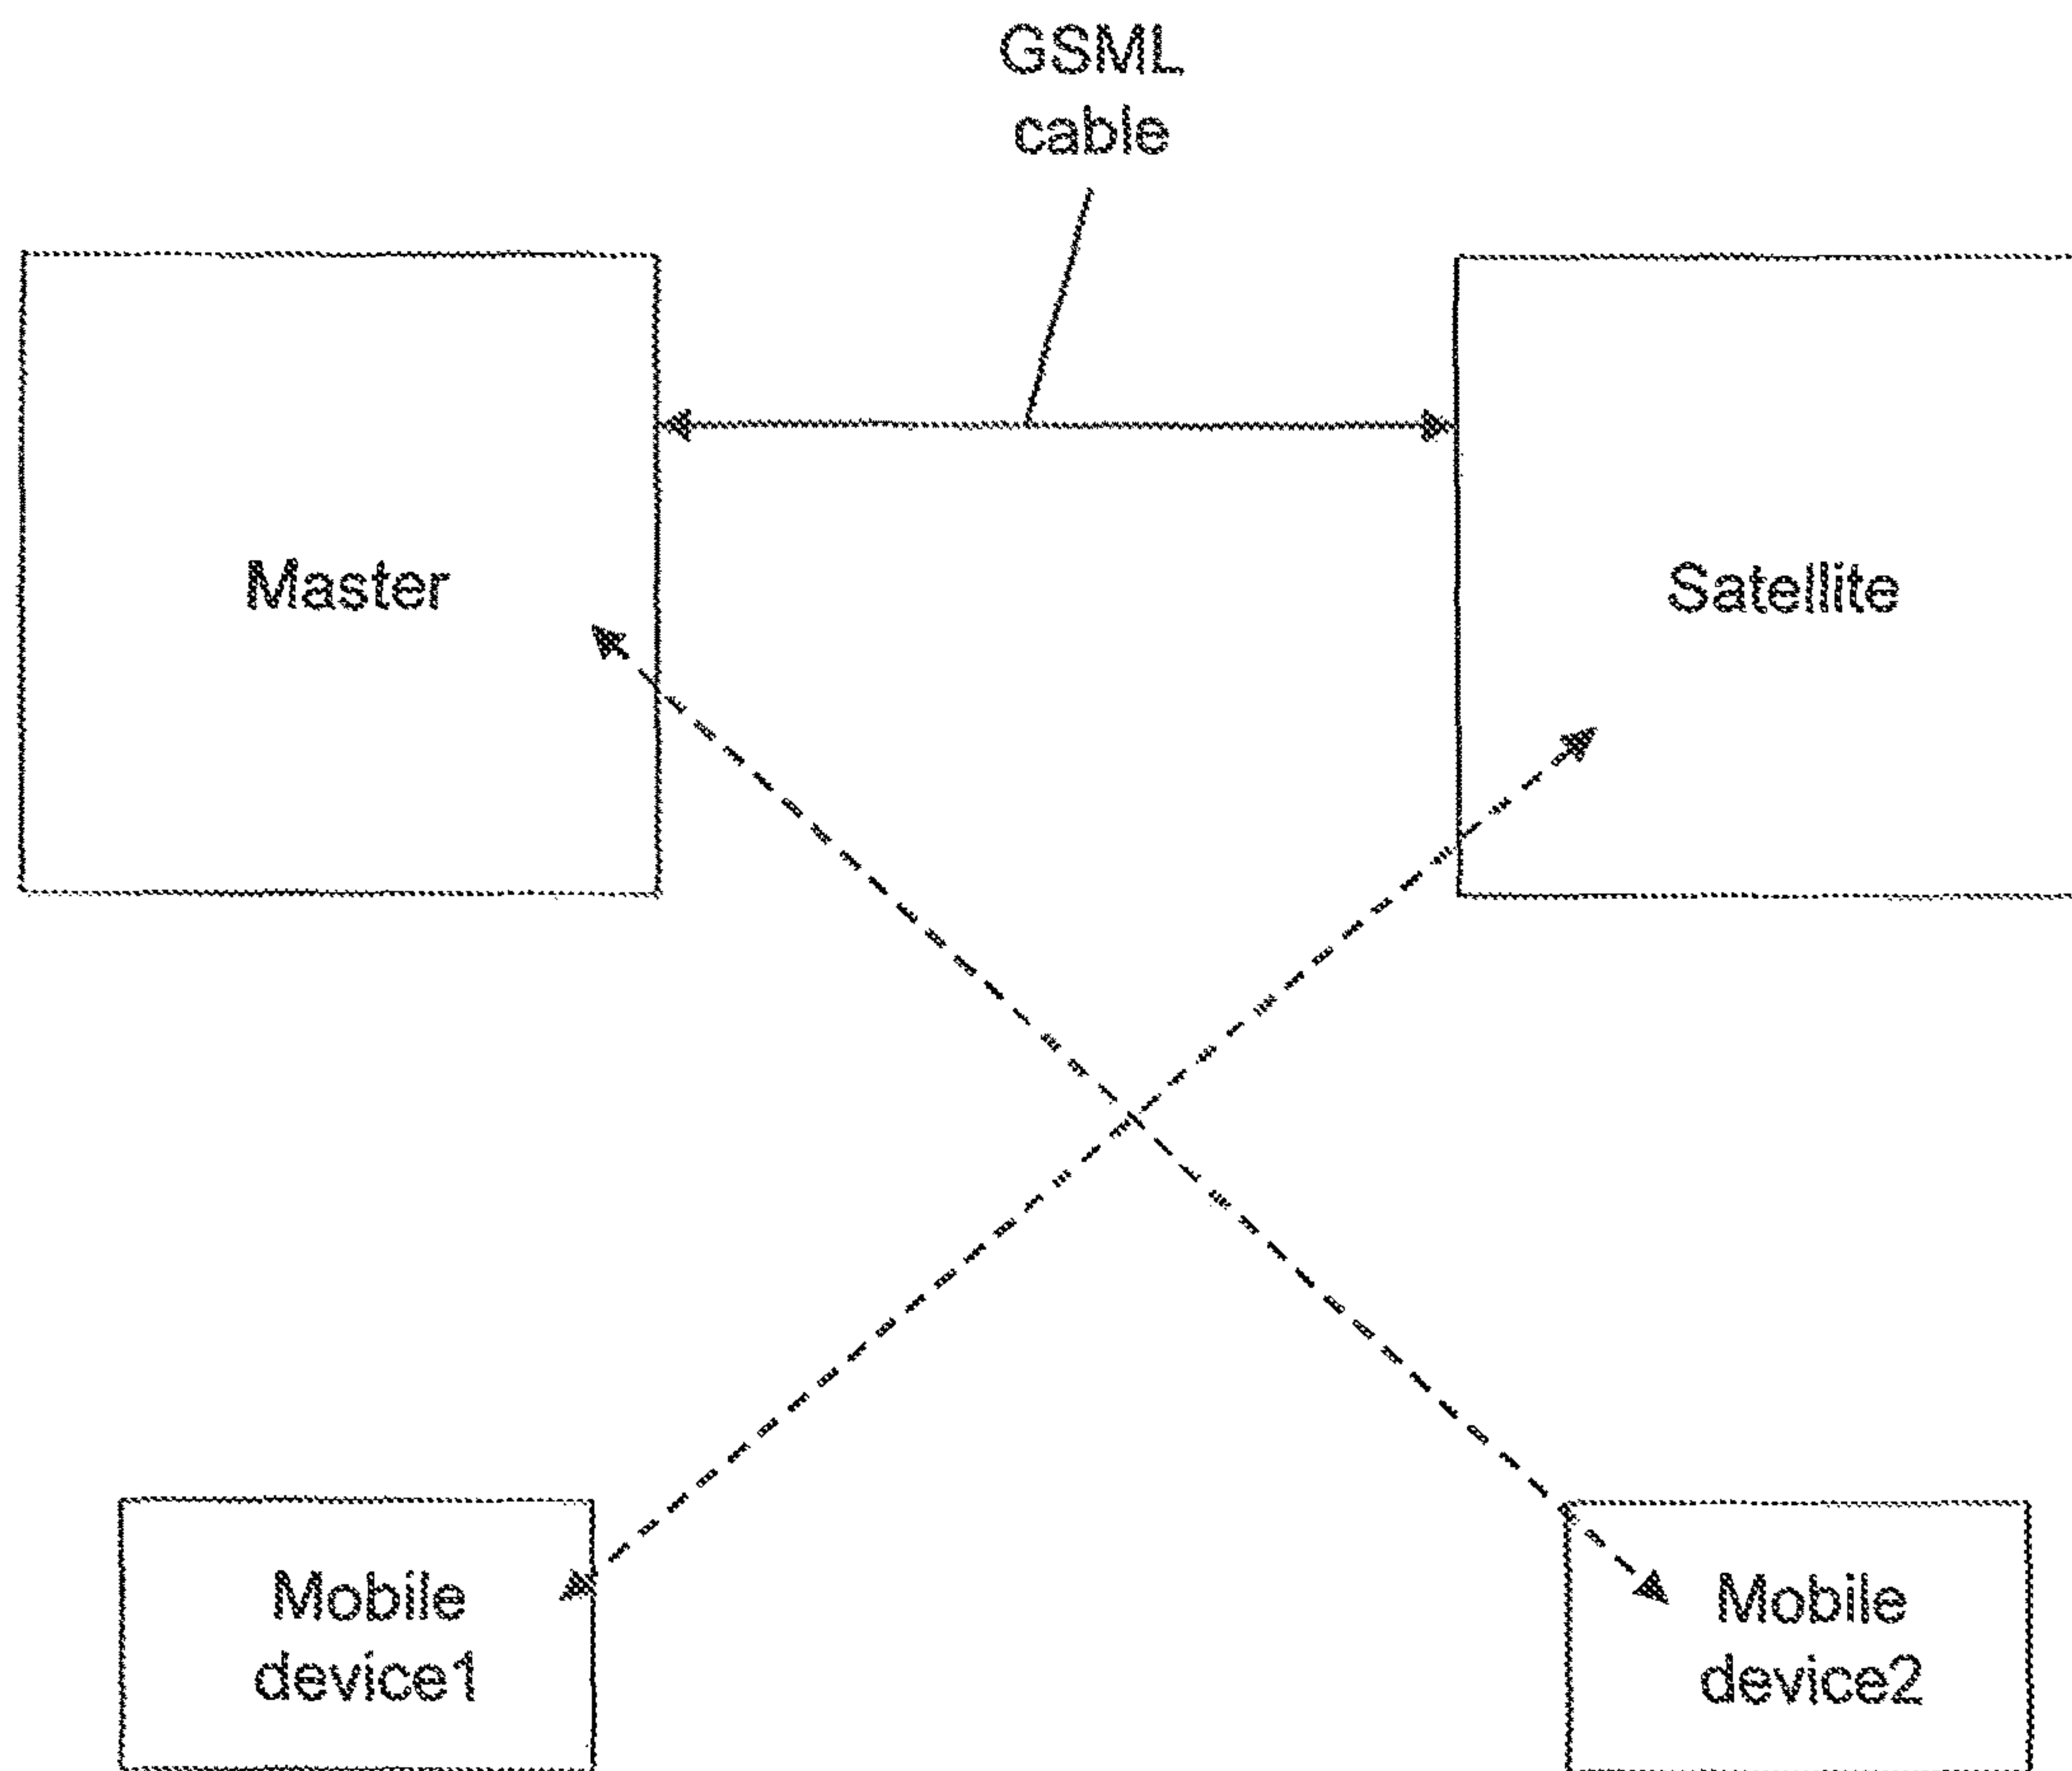 GSML
cable
Master
Satellite
Mobile
device1
Mobile
device2